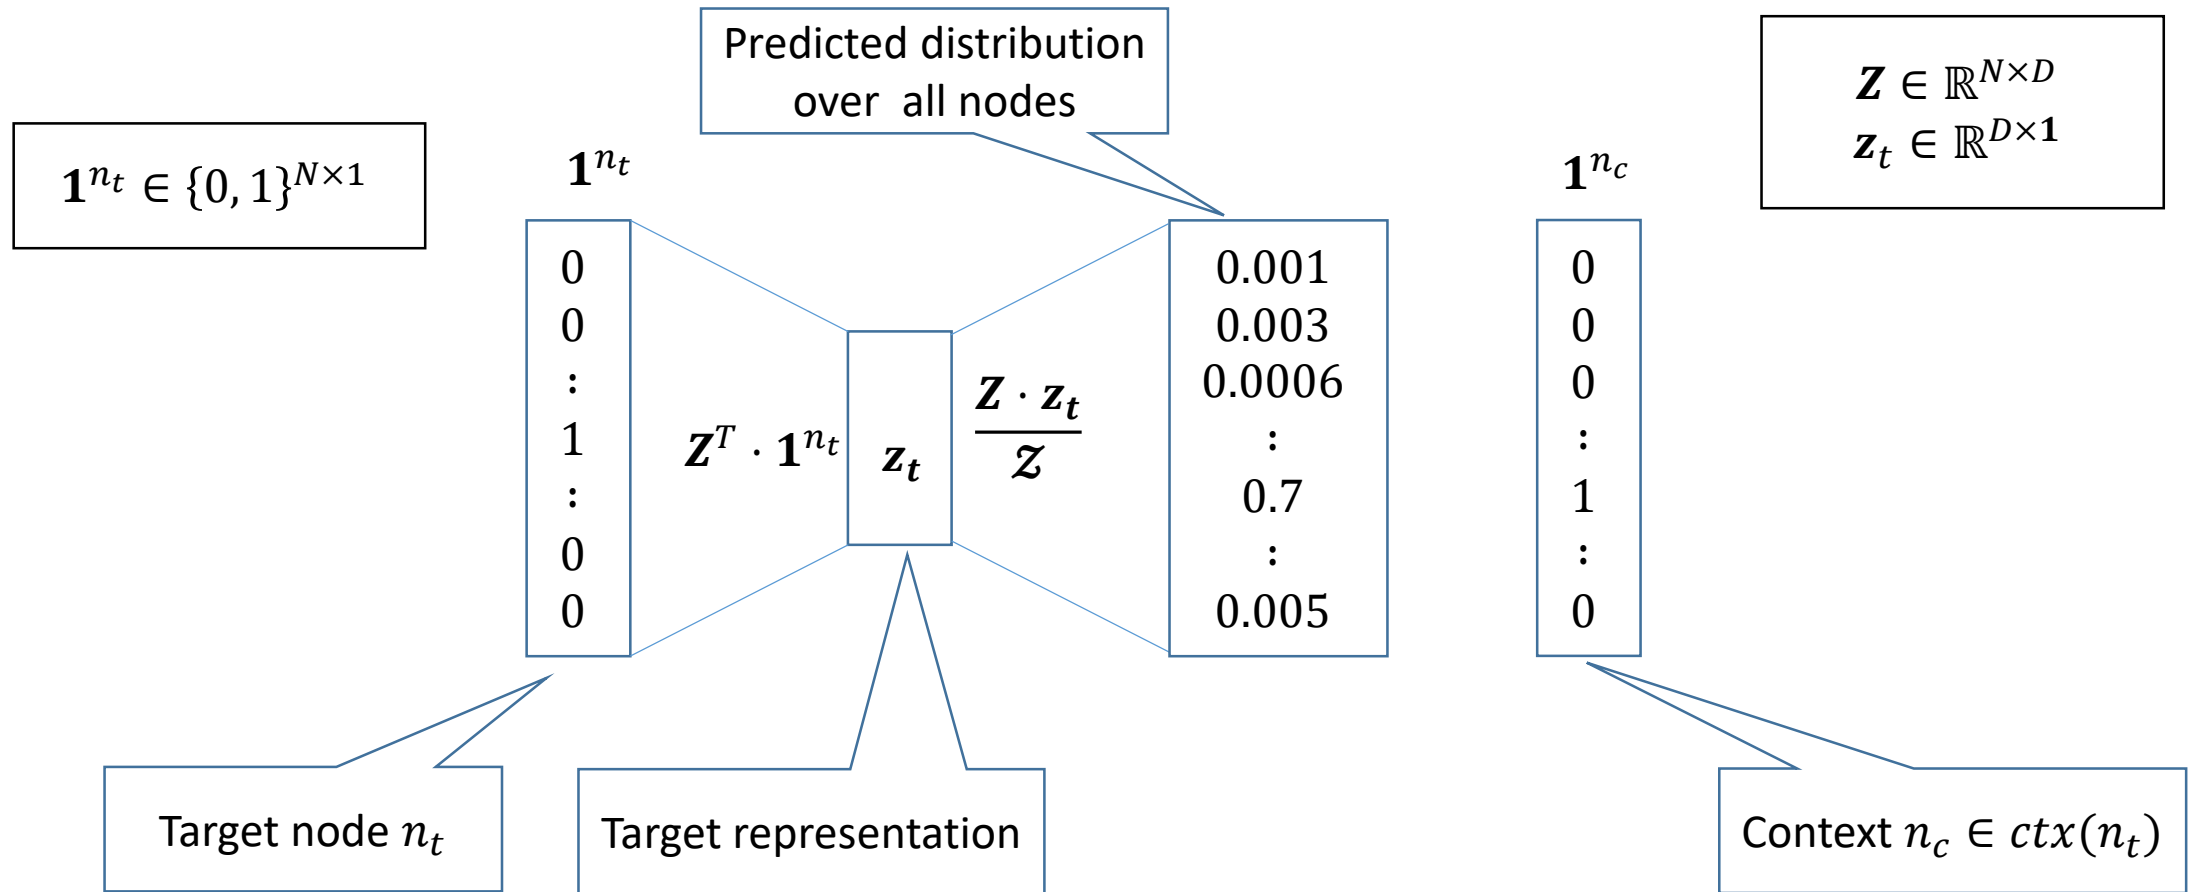 Predicted distribution
over all nodes
𝒁 ∈ ℝ^{N×D}
𝒛_t ∈ ℝ^{D×𝟏}
𝟏^{n_t} ∈ {0, 1}^{N×1}
𝟏^{n_t}
𝟏^{n_c}
0
0
:
1
:
0
0
𝒁^T · 𝟏^{n_t}
𝒛_𝒕
𝒁 · 𝒛_𝒕
𝒵
0.001
0.003
0.0006
:
0.7
:
0.005
0
0
0
:
1
:
0
Target node n_t
Target representation
Context n_c ∈ ctx(n_t)